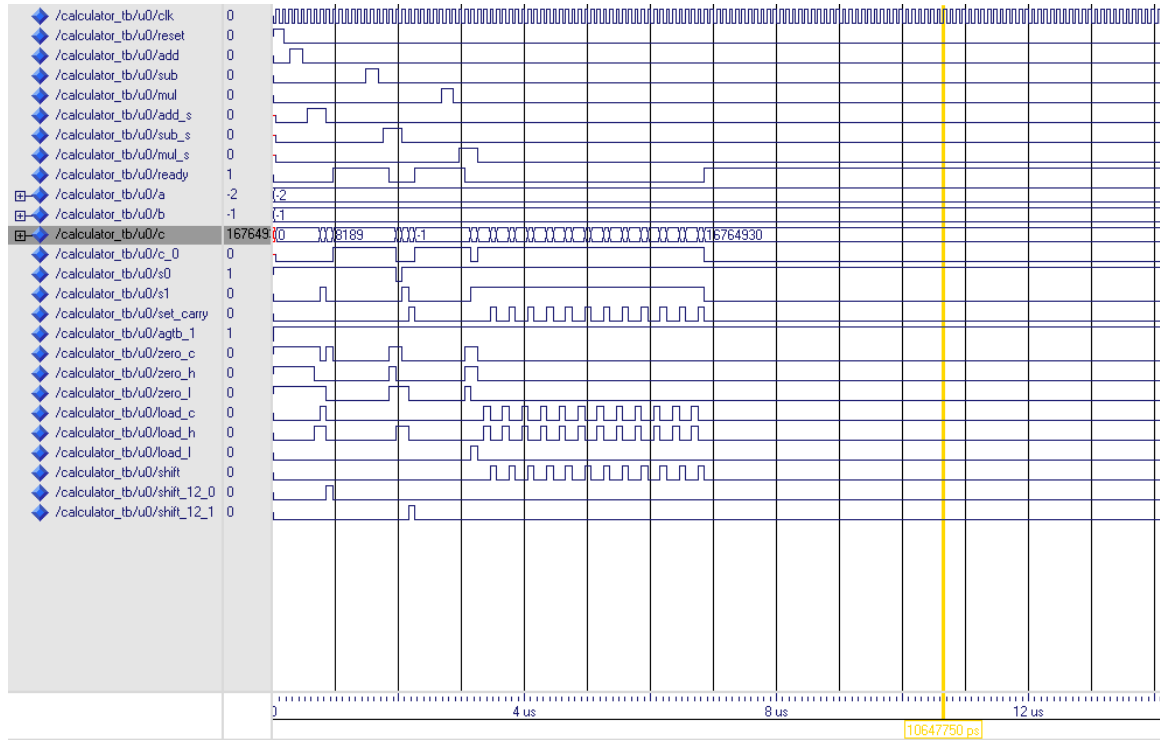 /calculator_tb/u0/clk 0
/calculator_tb/u0/reset 0
/calculator_tb/u0/add 0
/calculator_tb/u0/sub 0
/calculator_tb/u0/mul 0
/calculator_tb/u0/add_s 0
/calculator_tb/u0/sub_s 0
/calculator_tb/u0/mul_s 0
/calculator_tb/u0/ready 1
/calculator_tb/u0/a -2 -2
/calculator_tb/u0/b -1 -1
/calculator_tb/u0/c 167649 0 8189 -1 16764930
/calculator_tb/u0/c_0 0
/calculator_tb/u0/s0 1
/calculator_tb/u0/s1 0
/calculator_tb/u0/set_carry 0
/calculator_tb/u0/agtb_1 1
/calculator_tb/u0/zero_c 0
/calculator_tb/u0/zero_h 0
/calculator_tb/u0/zero_l 0
/calculator_tb/u0/load_c 0
/calculator_tb/u0/load_h 0
/calculator_tb/u0/load_l 0
/calculator_tb/u0/shift 0
/calculator_tb/u0/shift_12_0 0
/calculator_tb/u0/shift_12_1 0
0 4 us 8 us 12 us
10647750 ps